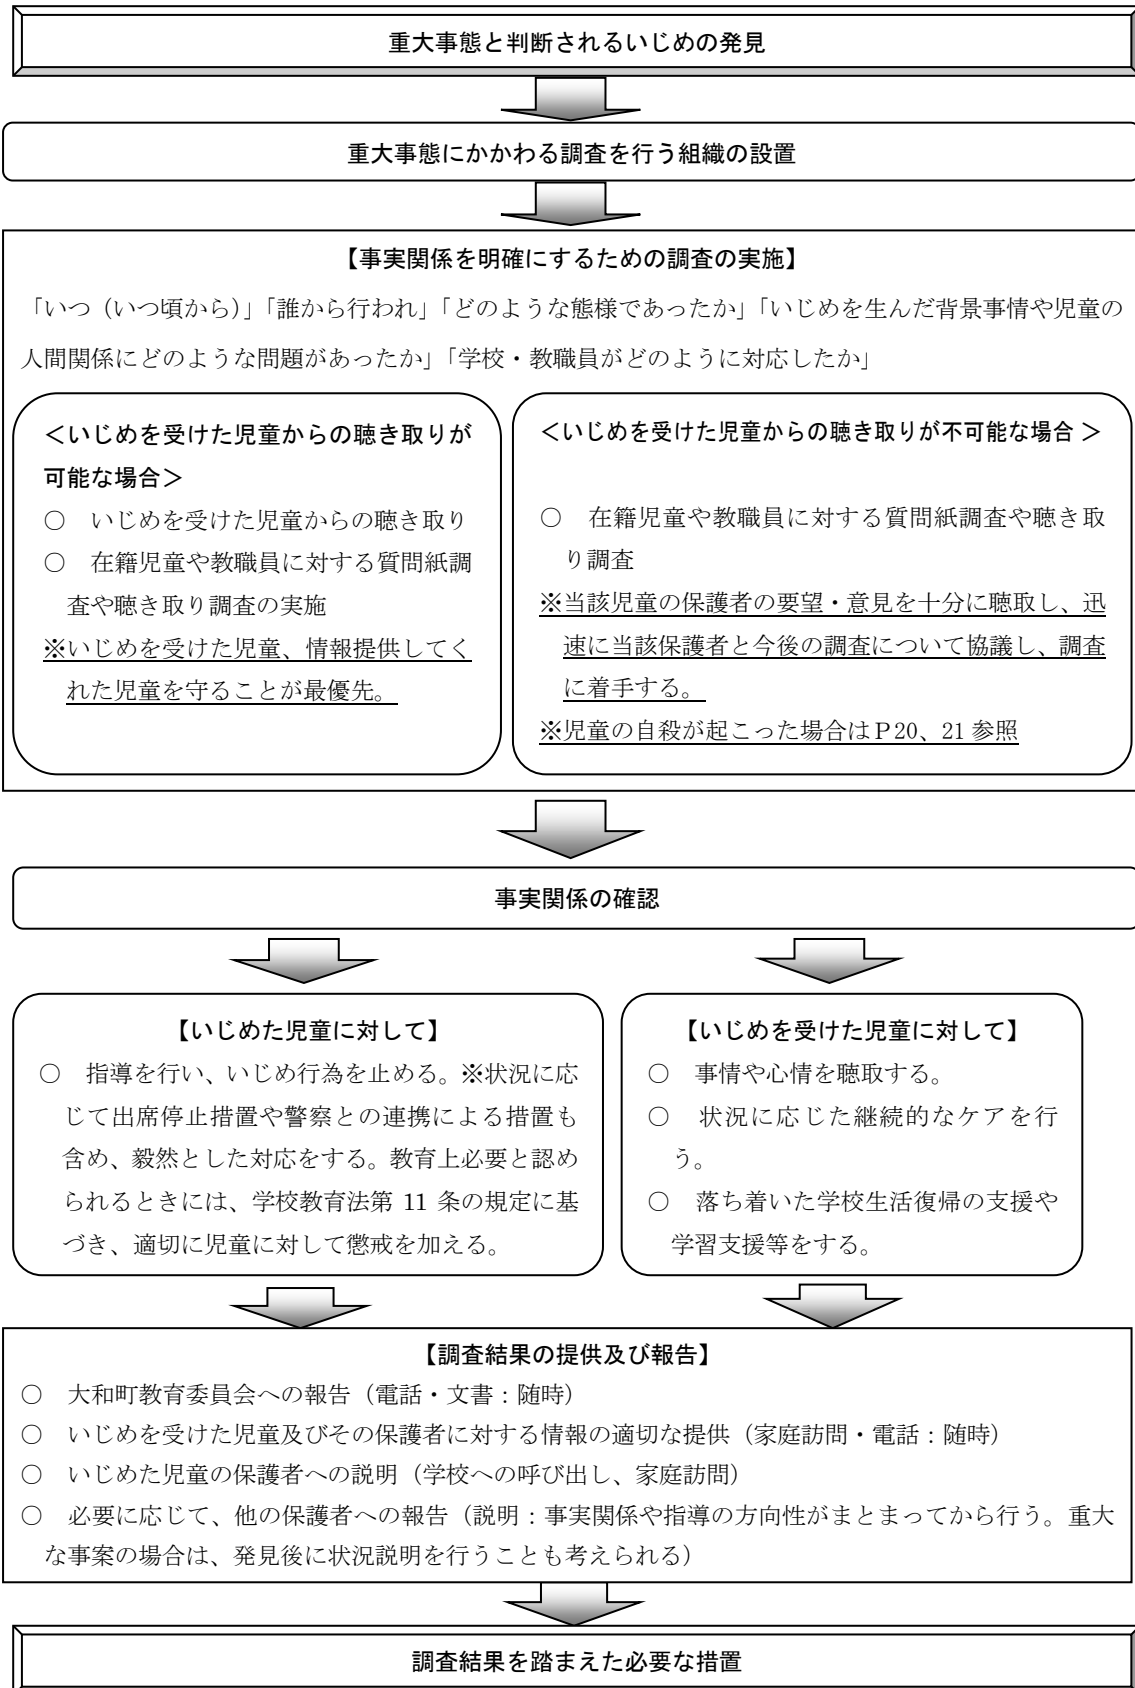 重大事態と判断されるいじめの発見
重大事態にかかわる調査を行う組織の設置
【事実関係を明確にするための調査の実施】
「いつ（いつ頃から）」「誰から行われ」「どのような態様であったか」「いじめを生んだ背景事情や児童の
人間関係にどのような問題があったか」「学校・教職員がどのように対応したか」
＜いじめを受けた児童からの聴き取りが
可能な場合＞
○　いじめを受けた児童からの聴き取り
○　在籍児童や教職員に対する質問紙調
査や聴き取り調査の実施
※いじめを受けた児童、情報提供してく
れた児童を守ることが最優先。
＜いじめを受けた児童からの聴き取りが不可能な場合＞
○　在籍児童や教職員に対する質問紙調査や聴き取
り調査
※当該児童の保護者の要望・意見を十分に聴取し、迅
速に当該保護者と今後の調査について協議し、調査
に着手する。
※児童の自殺が起こった場合はＰ20、21 参照
事実関係の確認
【いじめた児童に対して】
○　指導を行い、いじめ行為を止める。※状況に応
じて出席停止措置や警察との連携による措置も
含め、毅然とした対応をする。教育上必要と認め
られるときには、学校教育法第 11 条の規定に基
づき、適切に児童に対して懲戒を加える。
【いじめを受けた児童に対して】
○　事情や心情を聴取する。
○　状況に応じた継続的なケアを行
う。
○　落ち着いた学校生活復帰の支援や
学習支援等をする。
【調査結果の提供及び報告】
○　大和町教育委員会への報告（電話・文書：随時）
○　いじめを受けた児童及びその保護者に対する情報の適切な提供（家庭訪問・電話：随時）
○　いじめた児童の保護者への説明（学校への呼び出し、家庭訪問）
○　必要に応じて、他の保護者への報告（説明：事実関係や指導の方向性がまとまってから行う。重大
な事案の場合は、発見後に状況説明を行うことも考えられる）
調査結果を踏まえた必要な措置